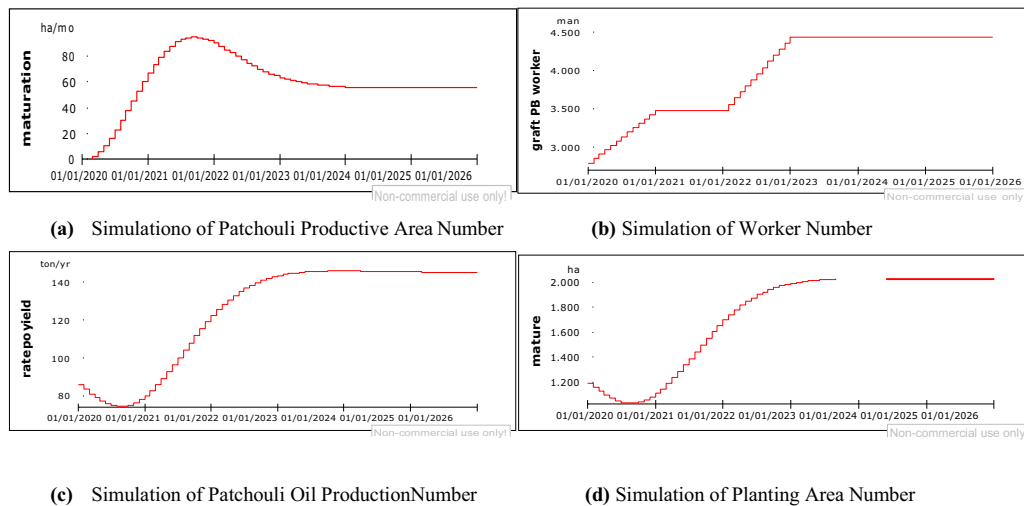 ha/mo
maturation
80
60
40
20
0
01/01/2020 01/01/2021 01/01/2022 01/01/2023 01/01/2024 01/01/2025 01/01/2026
Non-commercial use only!
(a) Simulationo of Patchouli Productive Area Number
man
graft PB worker
4.500
4.000
3.500
3.000
01/01/2020 01/01/2021 01/01/2022 01/01/2023 01/01/2024 01/01/2025 01/01/2026
Non-commercial use only
(b) Simulation of Worker Number
ton/yr
ratepoyield
140
120
100
80
01/01/2020 01/01/2021 01/01/2022 01/01/2023 01/01/2024 01/01/2025 01/01/2026
Non-commercial use only!
(c) Simulation of Patchouli Oil ProductionNumber
ha
mature
2.000
1.800
1.600
1.400
1.200
01/01/2020 01/01/2021 01/01/2022 01/01/2023 01/01/2024 01/01/2025 01/01/2026
Non-commercial use only!
(d) Simulation of Planting Area Number